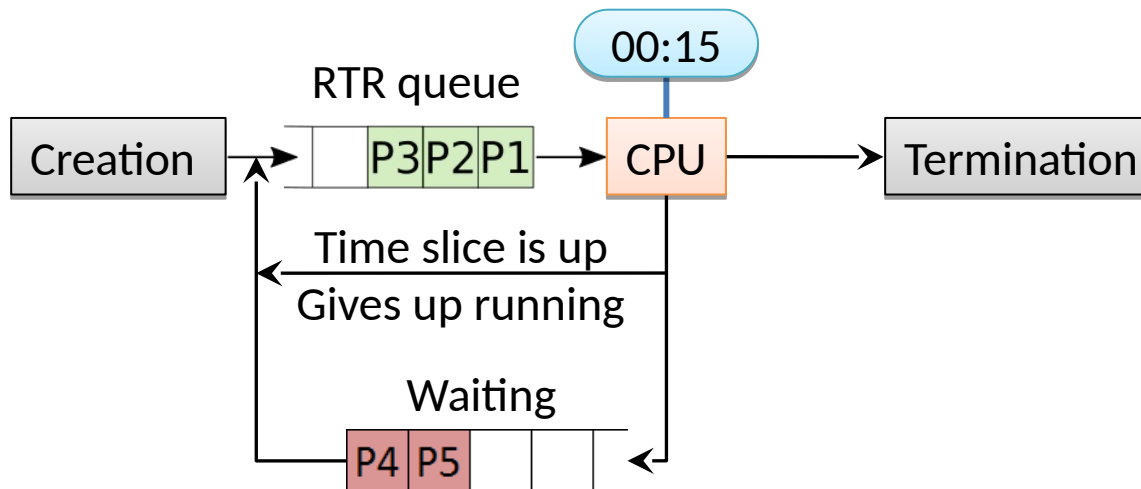 00:15
RTR queue
Creation
P3 P2 P1
CPU
Termination
Time slice is up
Gives up running
Waiting
P4 P5